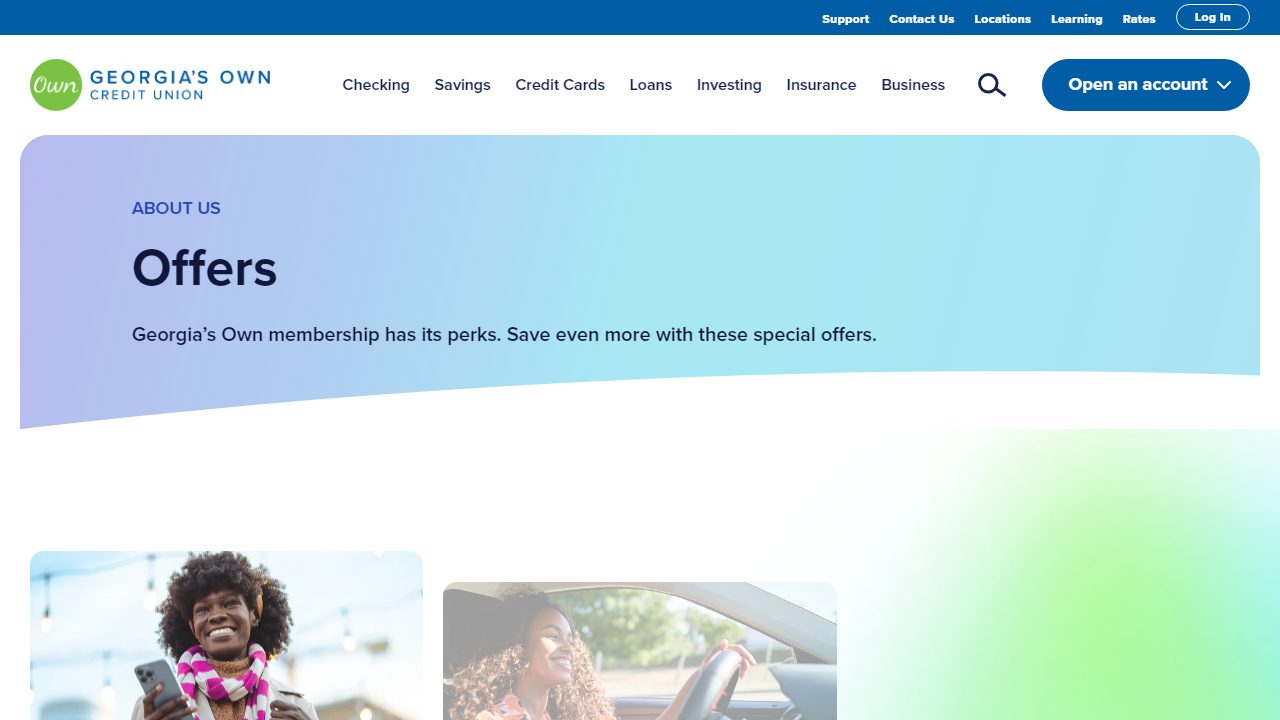 Support Contact Us Locations Learning Rates Log In
Own GEORGIA'S OWN
CREDIT UNION
Checking Savings Credit Cards Loans Investing Insurance Business Open an account
ABOUT US
Offers
Georgia’s Own membership has its perks. Save even more with these special offers.